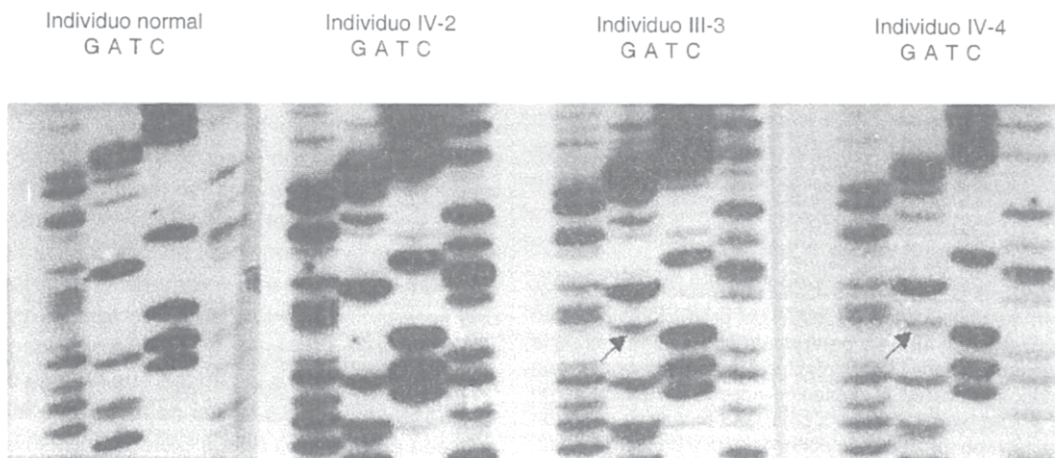 Individuo normal
G A T C
Individuo IV-2
G A T C
Individuo III-3
G A T C
Individuo IV-4
G A T C